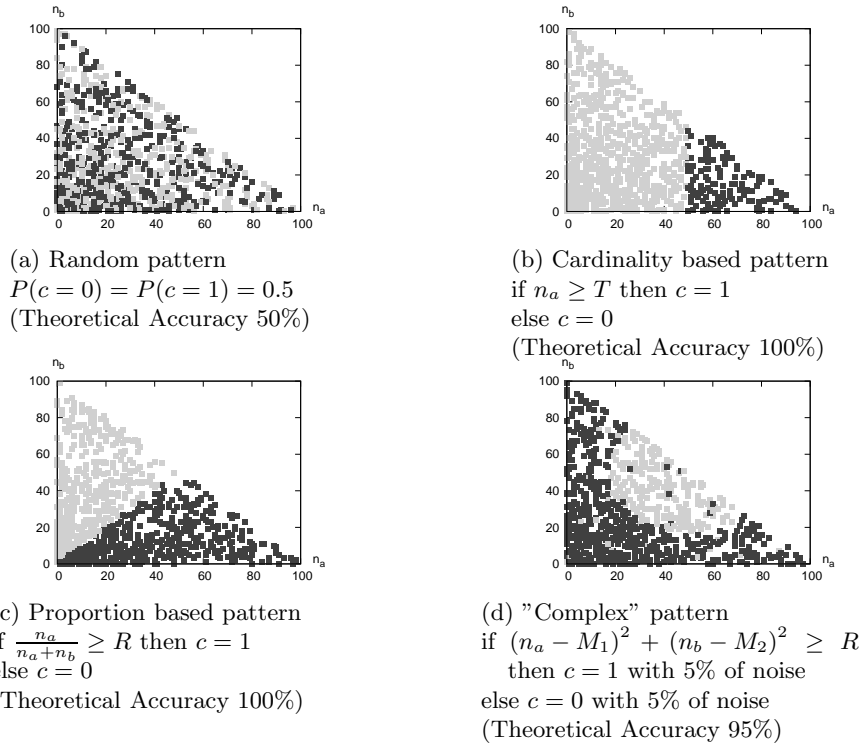 n_b
100
80
60
40
20
0
0 20 40 60 80 100
n_a
(a) Random pattern
P(c = 0) = P(c = 1) = 0.5
(Theoretical Accuracy 50%)
n_b
100
80
60
40
20
0
0 20 40 60 80 100
n_a
(b) Cardinality based pattern
if n_a ≥ T then c = 1
else c = 0
(Theoretical Accuracy 100%)
n_b
100
80
60
40
20
0
0 20 40 60 80 100
n_a
c) Proportion based pattern
f n_a/(n_a+n_b) ≥ R then c = 1
else c = 0
Theoretical Accuracy 100%)
n_b
100
80
60
40
20
0
0 20 40 60 80 100
n_a
(d) ”Complex” pattern
if (n_a − M_1)^2 + (n_b − M_2)^2 ≥ R
then c = 1 with 5% of noise
else c = 0 with 5% of noise
(Theoretical Accuracy 95%)